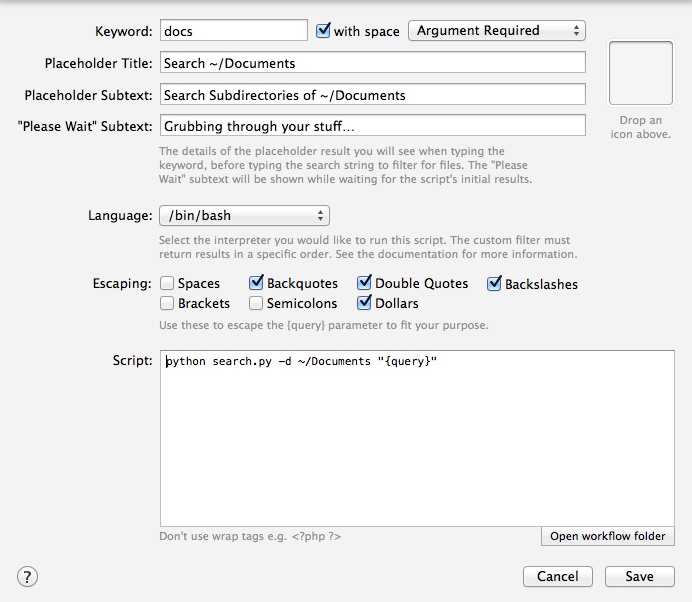 Keyword: docs with space Argument Required
Placeholder Title: Search ~/Documents
Placeholder Subtext: Search Subdirectories of ~/Documents
"Please Wait" Subtext: Grubbing through your stuff...
Drop an
icon above.
The details of the placeholder result you will see when typing the
keyword, before typing the search string to filter for files. The "Please
Wait" subtext will be shown while waiting for the script's initial results.
Language: /bin/bash
Select the interpreter you would like to run this script. The custom filter must
return results in a specific order. See the documentation for more information.
Escaping: Spaces Backquotes Double Quotes Backslashes
Brackets Semicolons Dollars
Use these to escape the {query} parameter to fit your purpose.
Script: python search.py -d ~/Documents "{query}"
Don't use wrap tags e.g. <?php ?> Open workflow folder
? Cancel Save